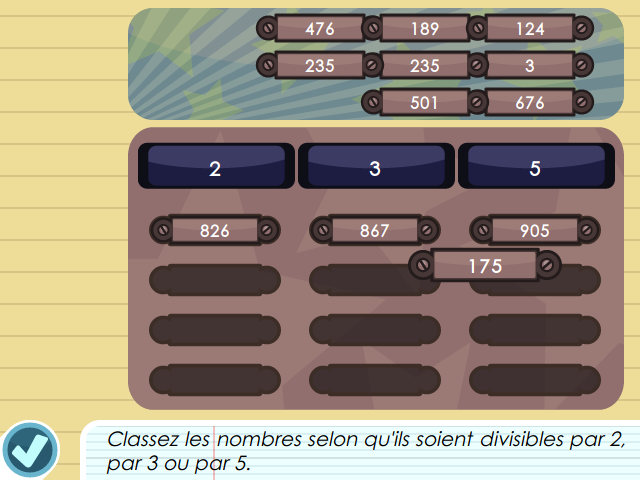 476 189 124
235 235 3
501 676
2 3 5
826 867 905
175
Classez les nombres selon qu'ils soient divisibles par 2,
par 3 ou par 5.